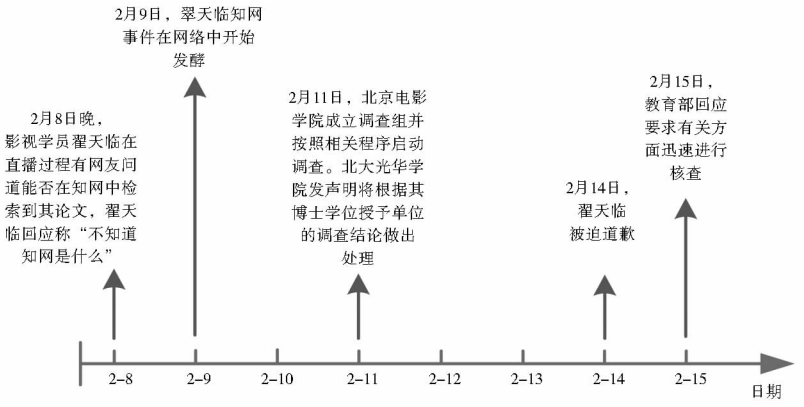 2月9日，翠天临知网
事件在网络中开始
发酵
2月8日晚，
影视学员翟天临在
直播过程有网友问
道能否在知网中检
索到其论文，翟天
临回应称“不知道
知网是什么”
2月11日，北京电影
学院成立调查组并
按照相关程序启动
调查。北大光华学
院发声明将根据其
博士学位授予单位
的调查结论做出
处理
2月14日，
翟天临
被迫道歉
2月15日，
教育部回应
要求有关方
面迅速进行
核查
2-8
2-9
2-10
2-11
2-12
2-13
2-14
2-15
日期